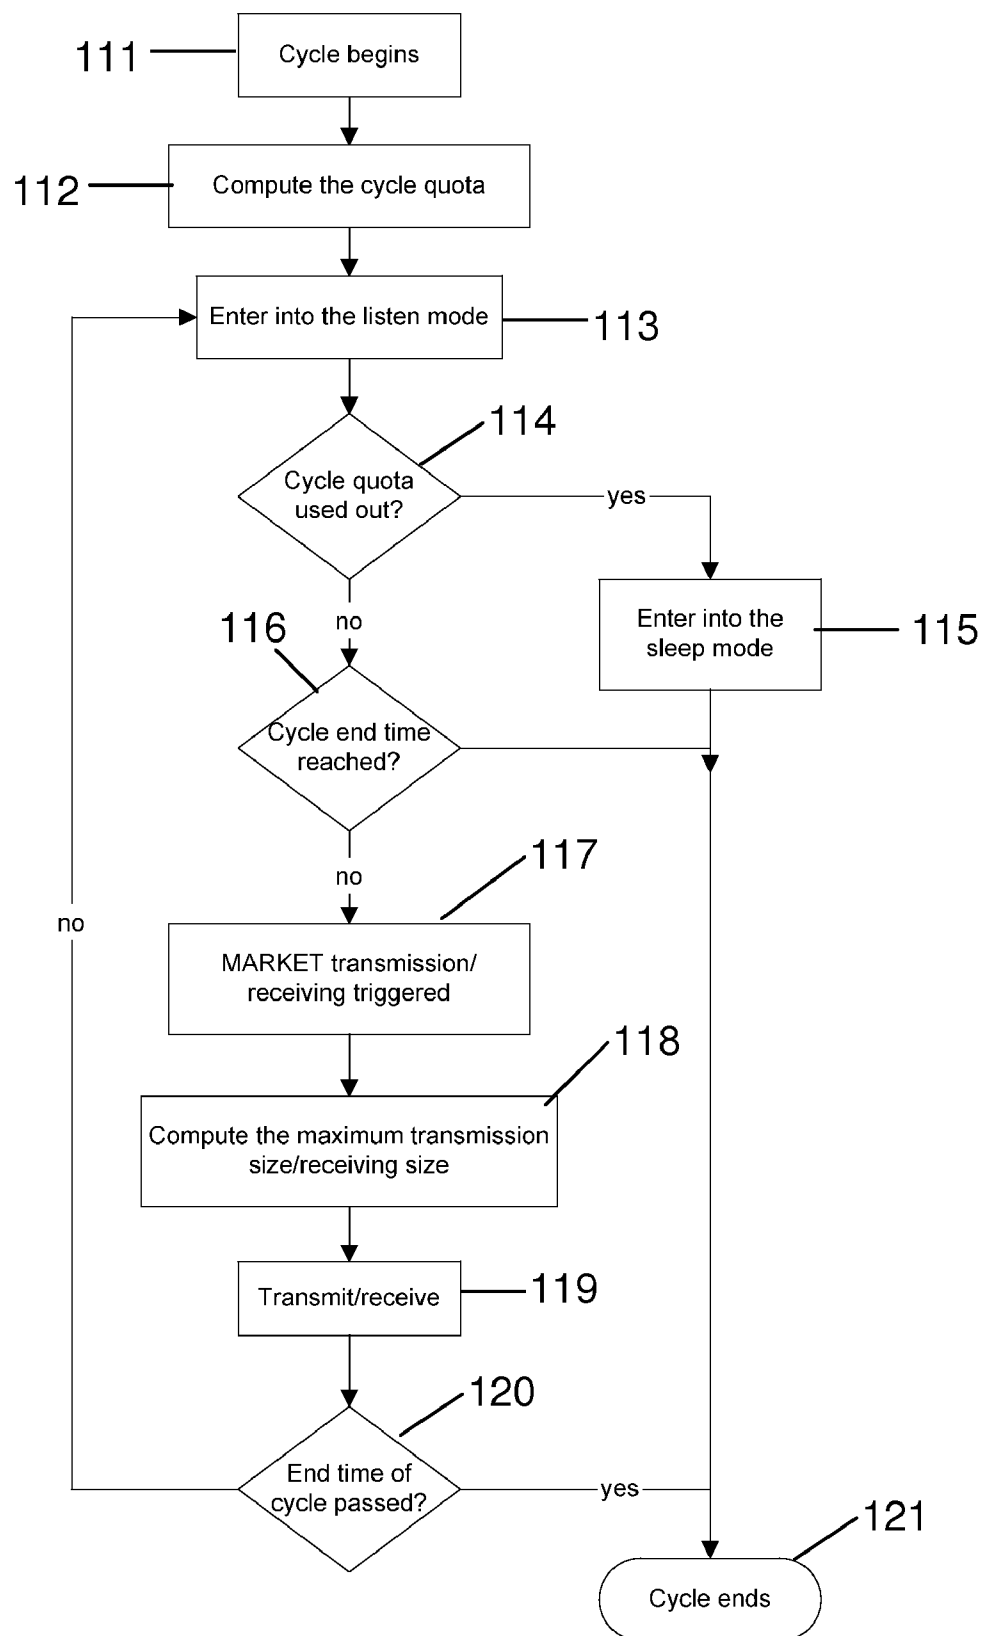 111
Cycle begins
112
Compute the cycle quota
Enter into the listen mode
113
114
Cycle quota
used out?
yes
Enter into the
sleep mode
115
no
116
Cycle end time
reached?
no
117
no
MARKET transmission/
receiving triggered
118
Compute the maximum transmission
size/receiving size
Transmit/receive
119
120
End time of
cycle passed?
yes
121
Cycle ends